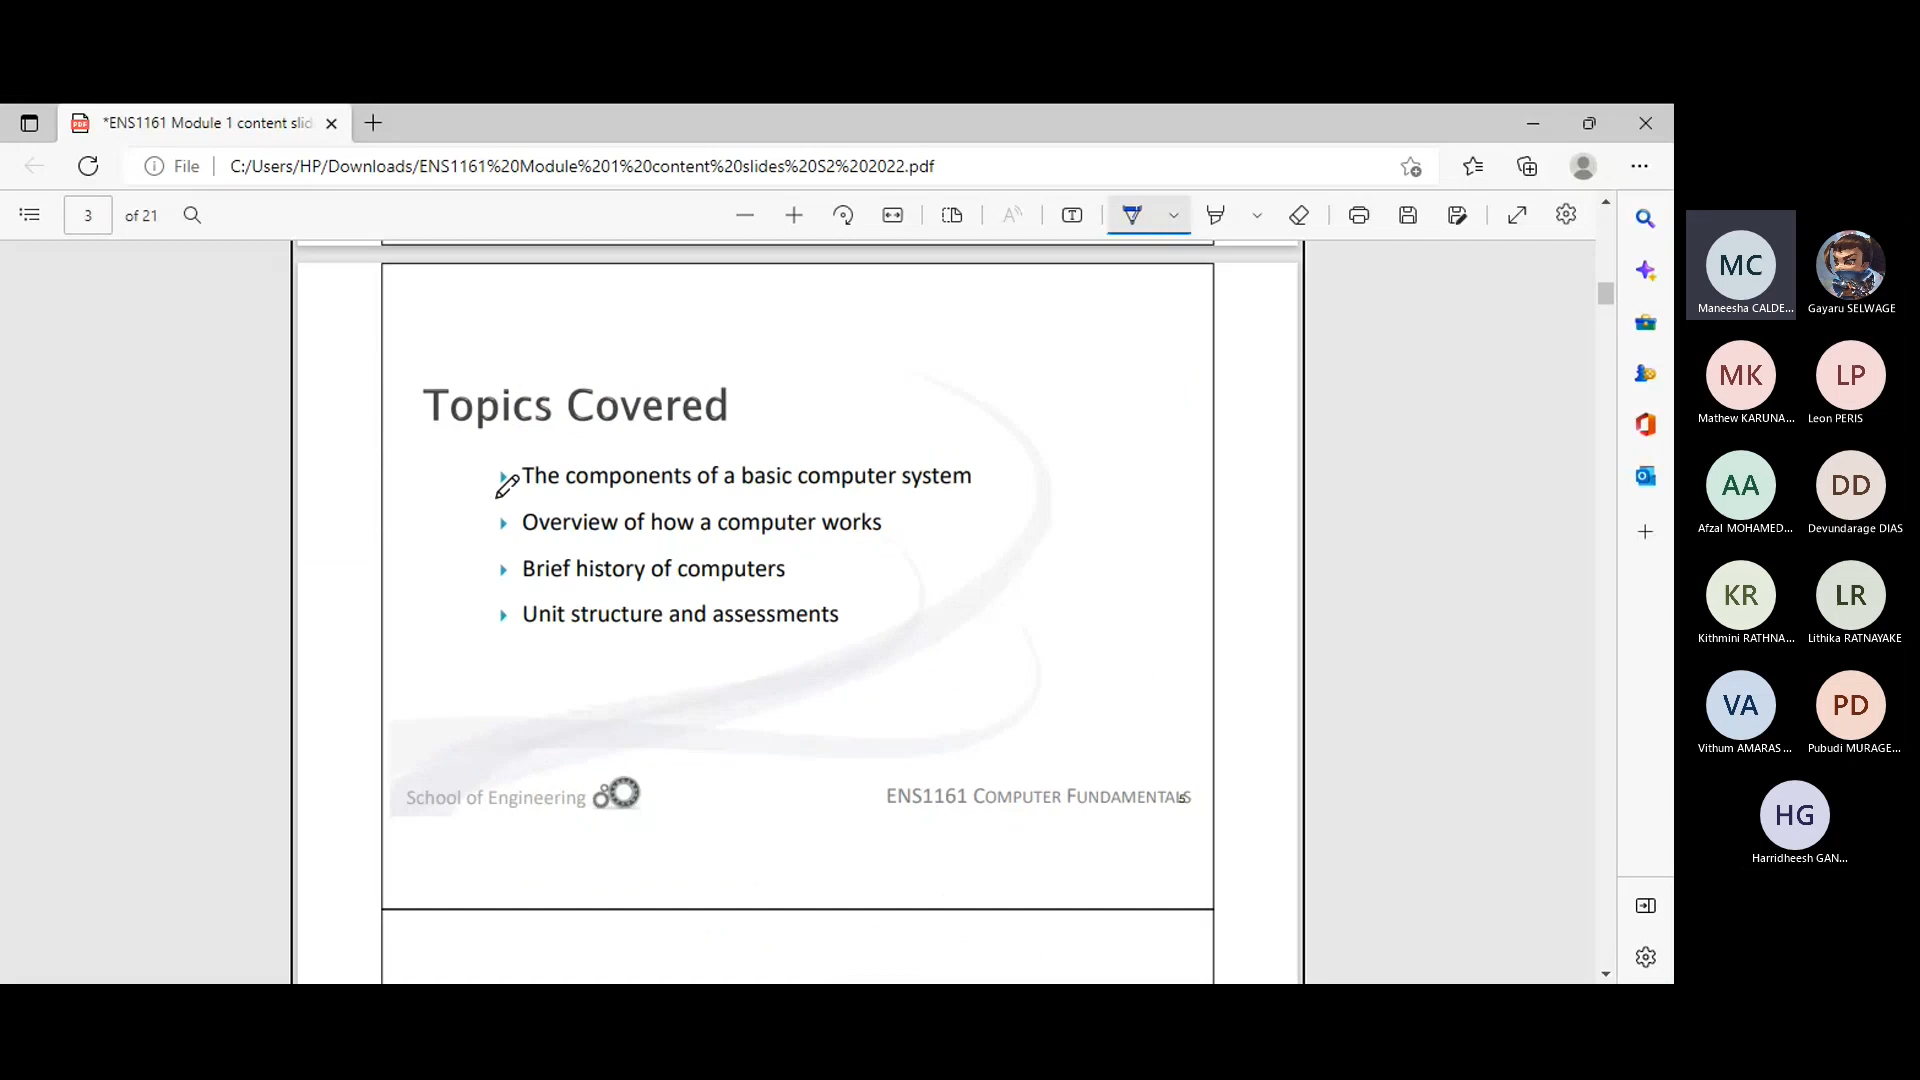 *ENS1161 Module 1 content slid
File
C:/Users/HP/Downloads/ENS1161%20Module%201%20content%20slides%20S2%202022.pdf
3 of 21
Topics Covered
The components of a basic computer system
Overview of how a computer works
Brief history of computers
Unit structure and assessments
School of Engineering
ENS1161 COMPUTER FUNDAMENTALS
5
MC
Maneesha CALDE...
Gayaru SELWAGE
MK
Mathew KARUNA...
LP
Leon PERIS
AA
Afzal MOHAMED...
DD
Devundarage DIAS
KR
Kithmini RATHNA...
LR
Lithika RATNAYAKE
VA
Vithum AMARAS...
PD
Pubudi MURAGE...
HG
Harridheesh GAN...